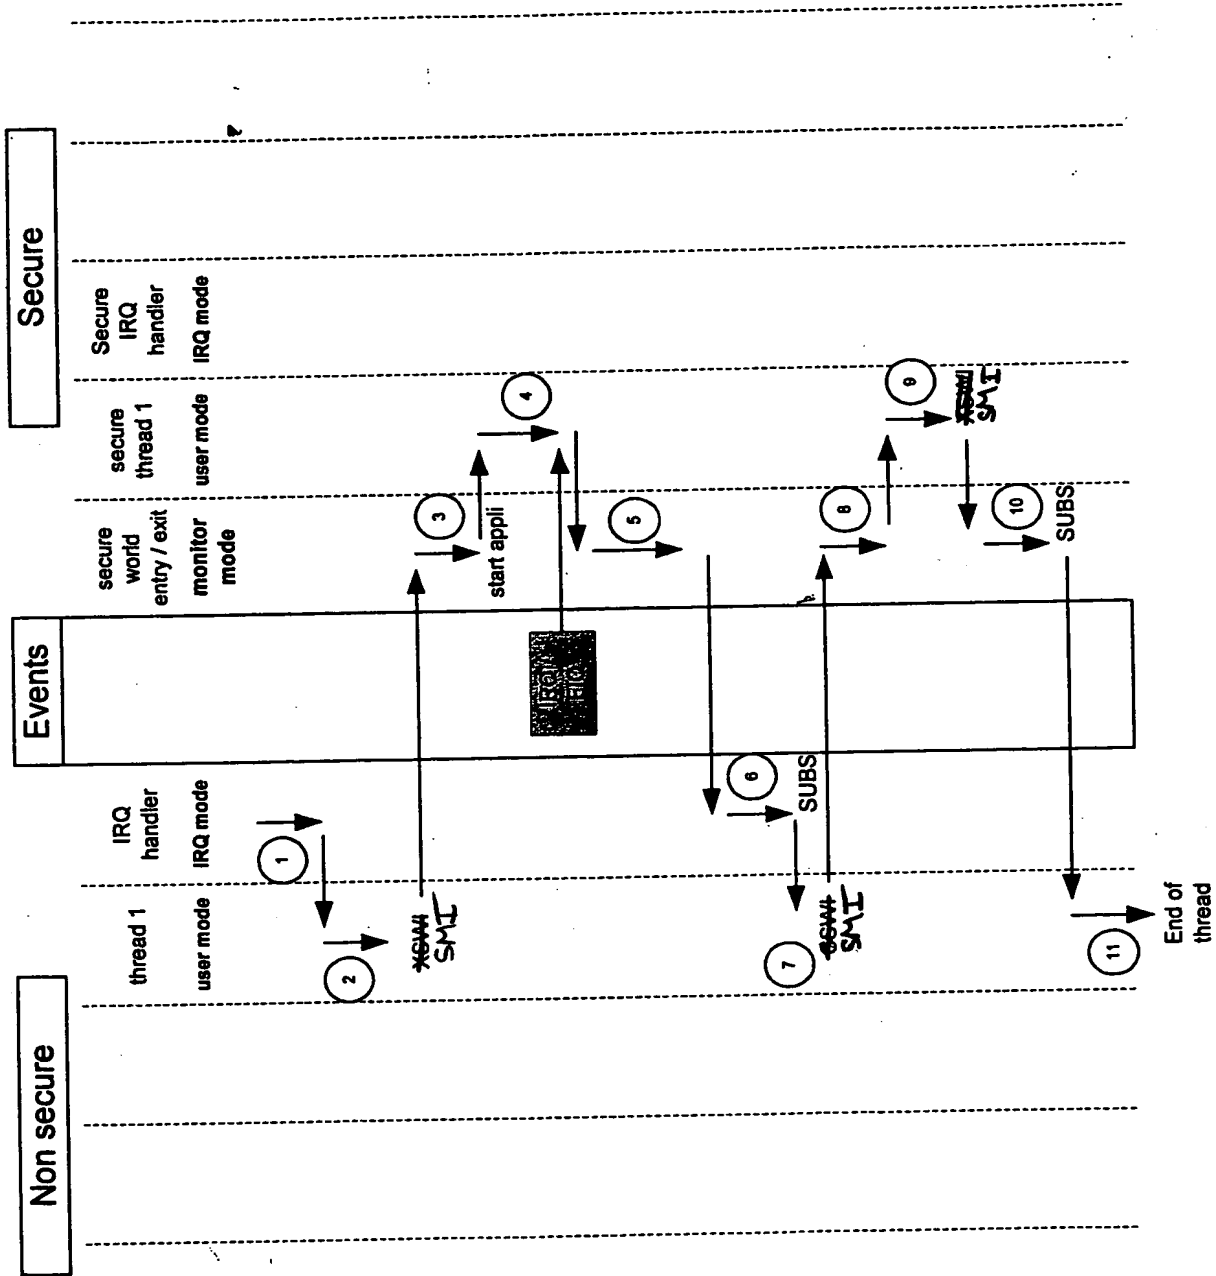 Non secure
Events
Secure
thread 1
user mode
IRQ
handler
IRQ mode
secure
world
entry / exit
monitor
mode
secure
thread 1
user mode
Secure
IRQ
handler
IRQ mode
1
2
XSWI
SMI
3
start appli
4
IRQ
5
6
SUBS
7
SMI
8
9
SMI
10
SUBS
11
End of
thread